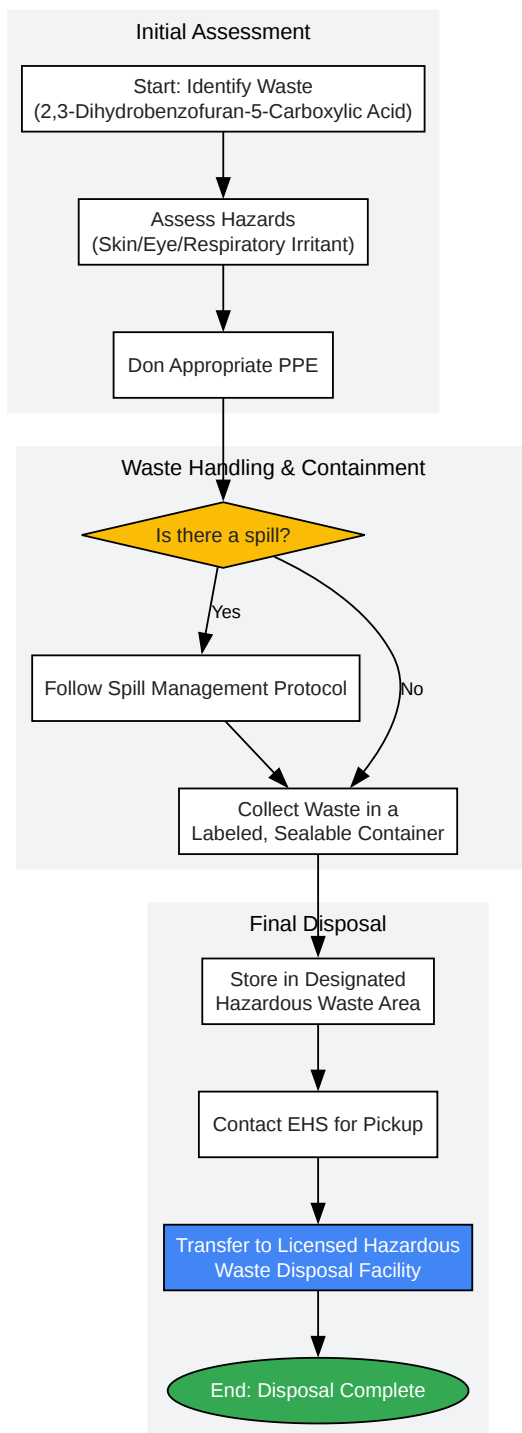 Initial Assessment
Start: Identify Waste
(2,3-Dihydrobenzofuran-5-Carboxylic Acid)
Assess Hazards
(Skin/Eye/Respiratory Irritant)
Don Appropriate PPE
Waste Handling & Containment
Is there a spill?
Yes
Follow Spill Management Protocol
No
Collect Waste in a
Labeled, Sealable Container
Final Disposal
Store in Designated
Hazardous Waste Area
Contact EHS for Pickup
Transfer to Licensed Hazardous
Waste Disposal Facility
End: Disposal Complete